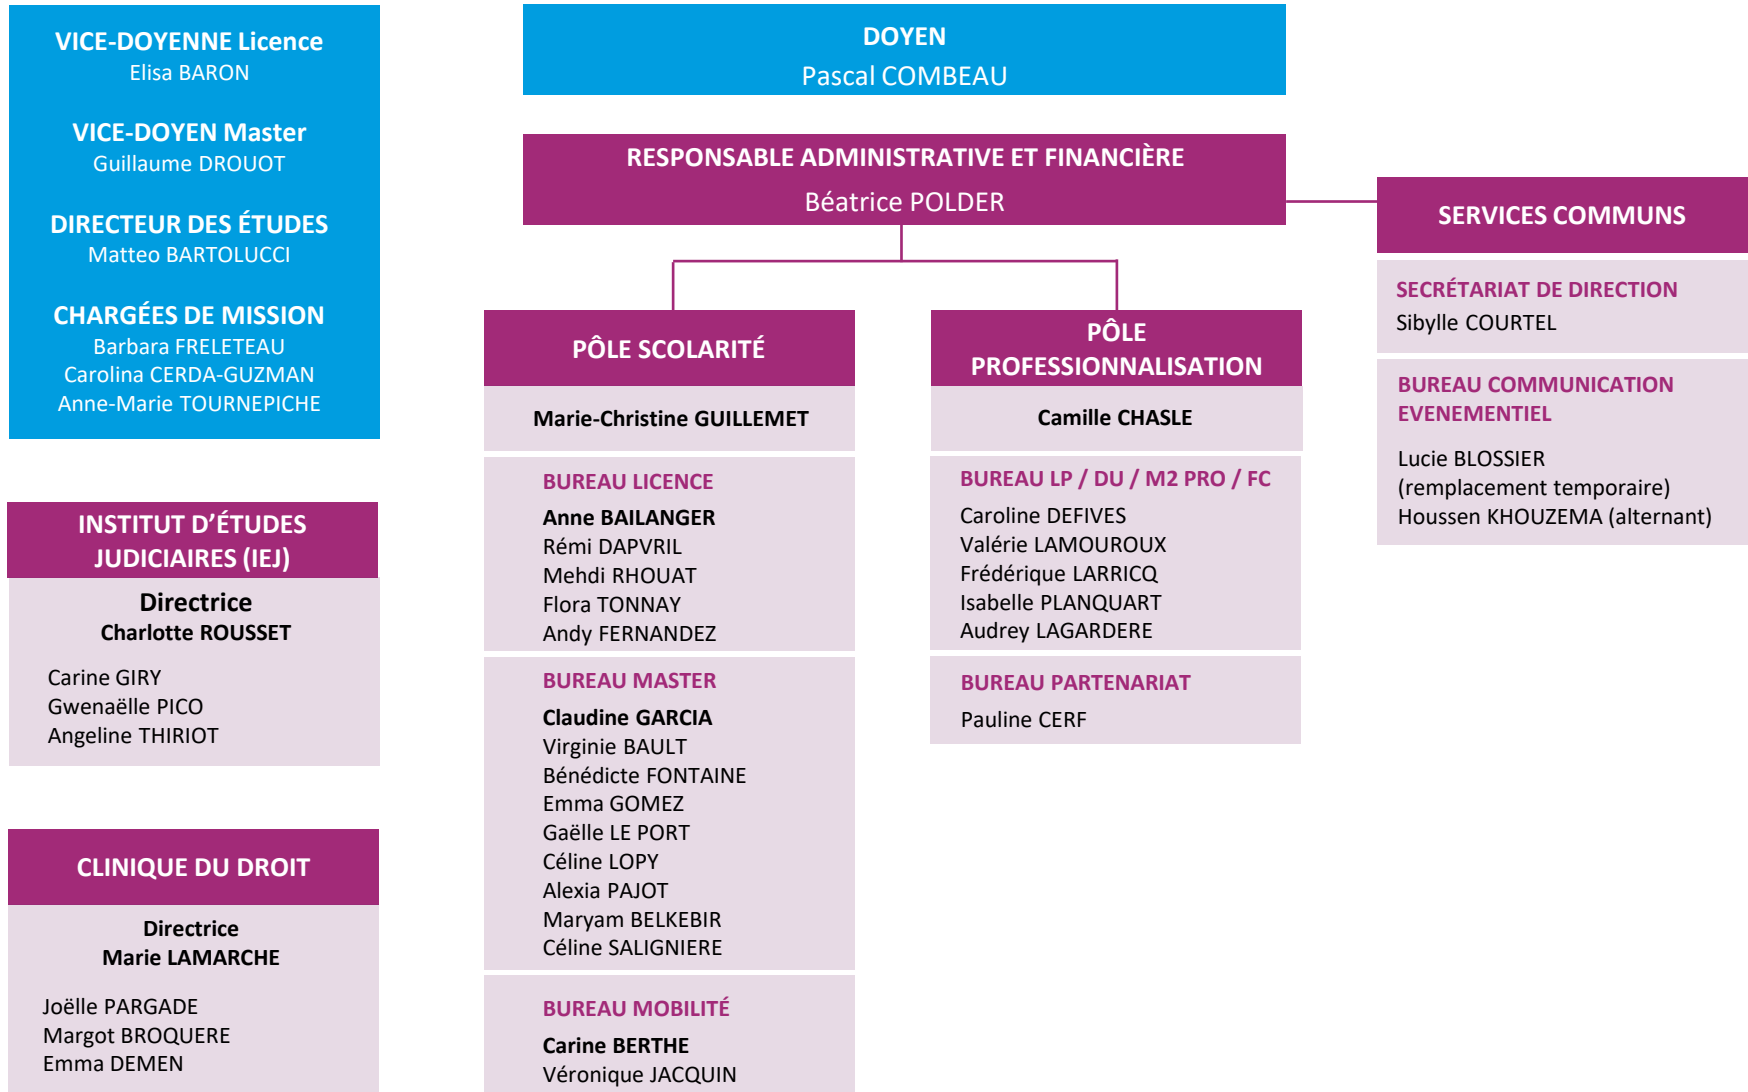 VICE-DOYENNE Licence
Elisa BARON
VICE-DOYEN Master
Guillaume DROUOT
DIRECTEUR DES ÉTUDES
Matteo BARTOLUCCI
CHARGÉES DE MISSION
Barbara FRELETEAU
Carolina CERDA-GUZMAN
Anne-Marie TOURNEPICHE
DOYEN
Pascal COMBEAU
RESPONSABLE ADMINISTRATIVE ET FINANCIÈRE
Béatrice POLDER
SERVICES COMMUNS
SECRÉTARIAT DE DIRECTION
Sibylle COURTEL
BUREAU COMMUNICATION
EVENEMENTIEL
Lucie BLOSSIER
(remplacement temporaire)
Houssen KHOUZEMA (alternant)
PÔLE SCOLARITÉ
Marie-Christine GUILLEMET
BUREAU LICENCE
Anne BAILANGER
Rémi DAPVRIL
Mehdi RHOUAT
Flora TONNAY
Andy FERNANDEZ
BUREAU MASTER
Claudine GARCIA
Virginie BAULT
Bénédicte FONTAINE
Emma GOMEZ
Gaëlle LE PORT
Céline LOPY
Alexia PAJOT
Maryam BELKEBIR
Céline SALIGNIERE
BUREAU MOBILITÉ
Carine BERTHE
Véronique JACQUIN
PÔLE
PROFESSIONNALISATION
Camille CHASLE
BUREAU LP / DU / M2 PRO / FC
Caroline DEFIVES
Valérie LAMOUROUX
Frédérique LARRICQ
Isabelle PLANQUART
Audrey LAGARDERE
BUREAU PARTENARIAT
Pauline CERF
INSTITUT D’ÉTUDES
JUDICIAIRES (IEJ)
Directrice
Charlotte ROUSSET
Carine GIRY
Gwenaëlle PICO
Angeline THIRIOT
CLINIQUE DU DROIT
Directrice
Marie LAMARCHE
Joëlle PARGADE
Margot BROQUERE
Emma DEMEN